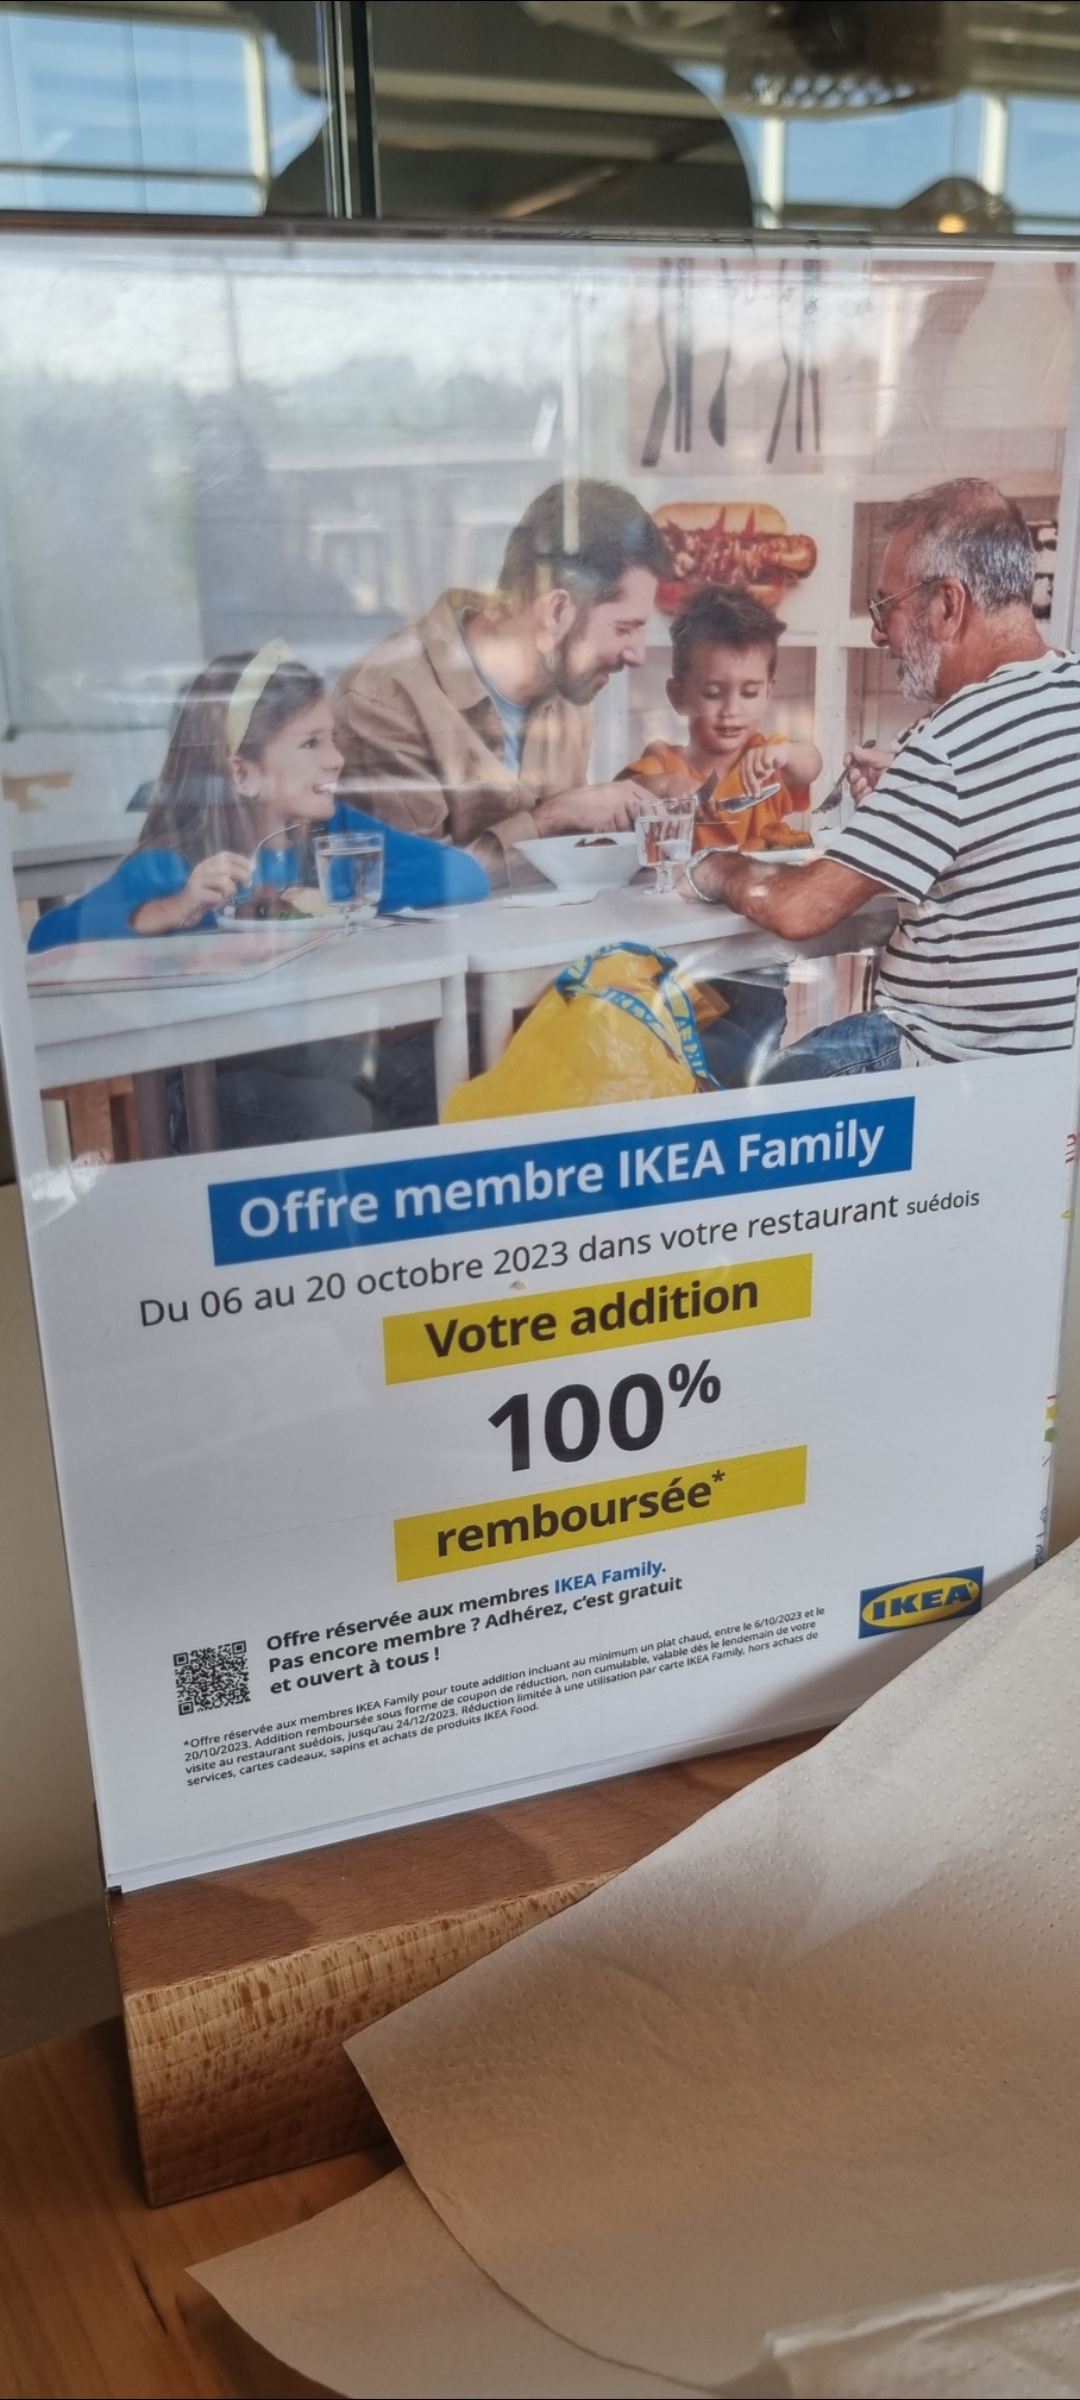 Offre membre IKEA Family
Du 06 au 20 octobre 2023 dans votre restaurant suédois
Votre addition
100%
remboursée*
Offre réservée aux membres IKEA Family.
Pas encore membre ? Adhérez, c'est gratuit
et ouvert à tous !
IKEA
*Offre réservée aux membres IKEA Family pour toute addition incluant au minimum un plat chaud, entre le 6/10/2023 et le
20/10/2023. Addition remboursée sous forme de coupon de réduction, non cumulable, valable dès le lendemain de votre
visite au restaurant suédois, jusqu'au 24/12/2023. Réduction limitée à une utilisation par carte IKEA Family, hors achats de
services, cartes cadeaux, sapins et achats de produits IKEA Food.